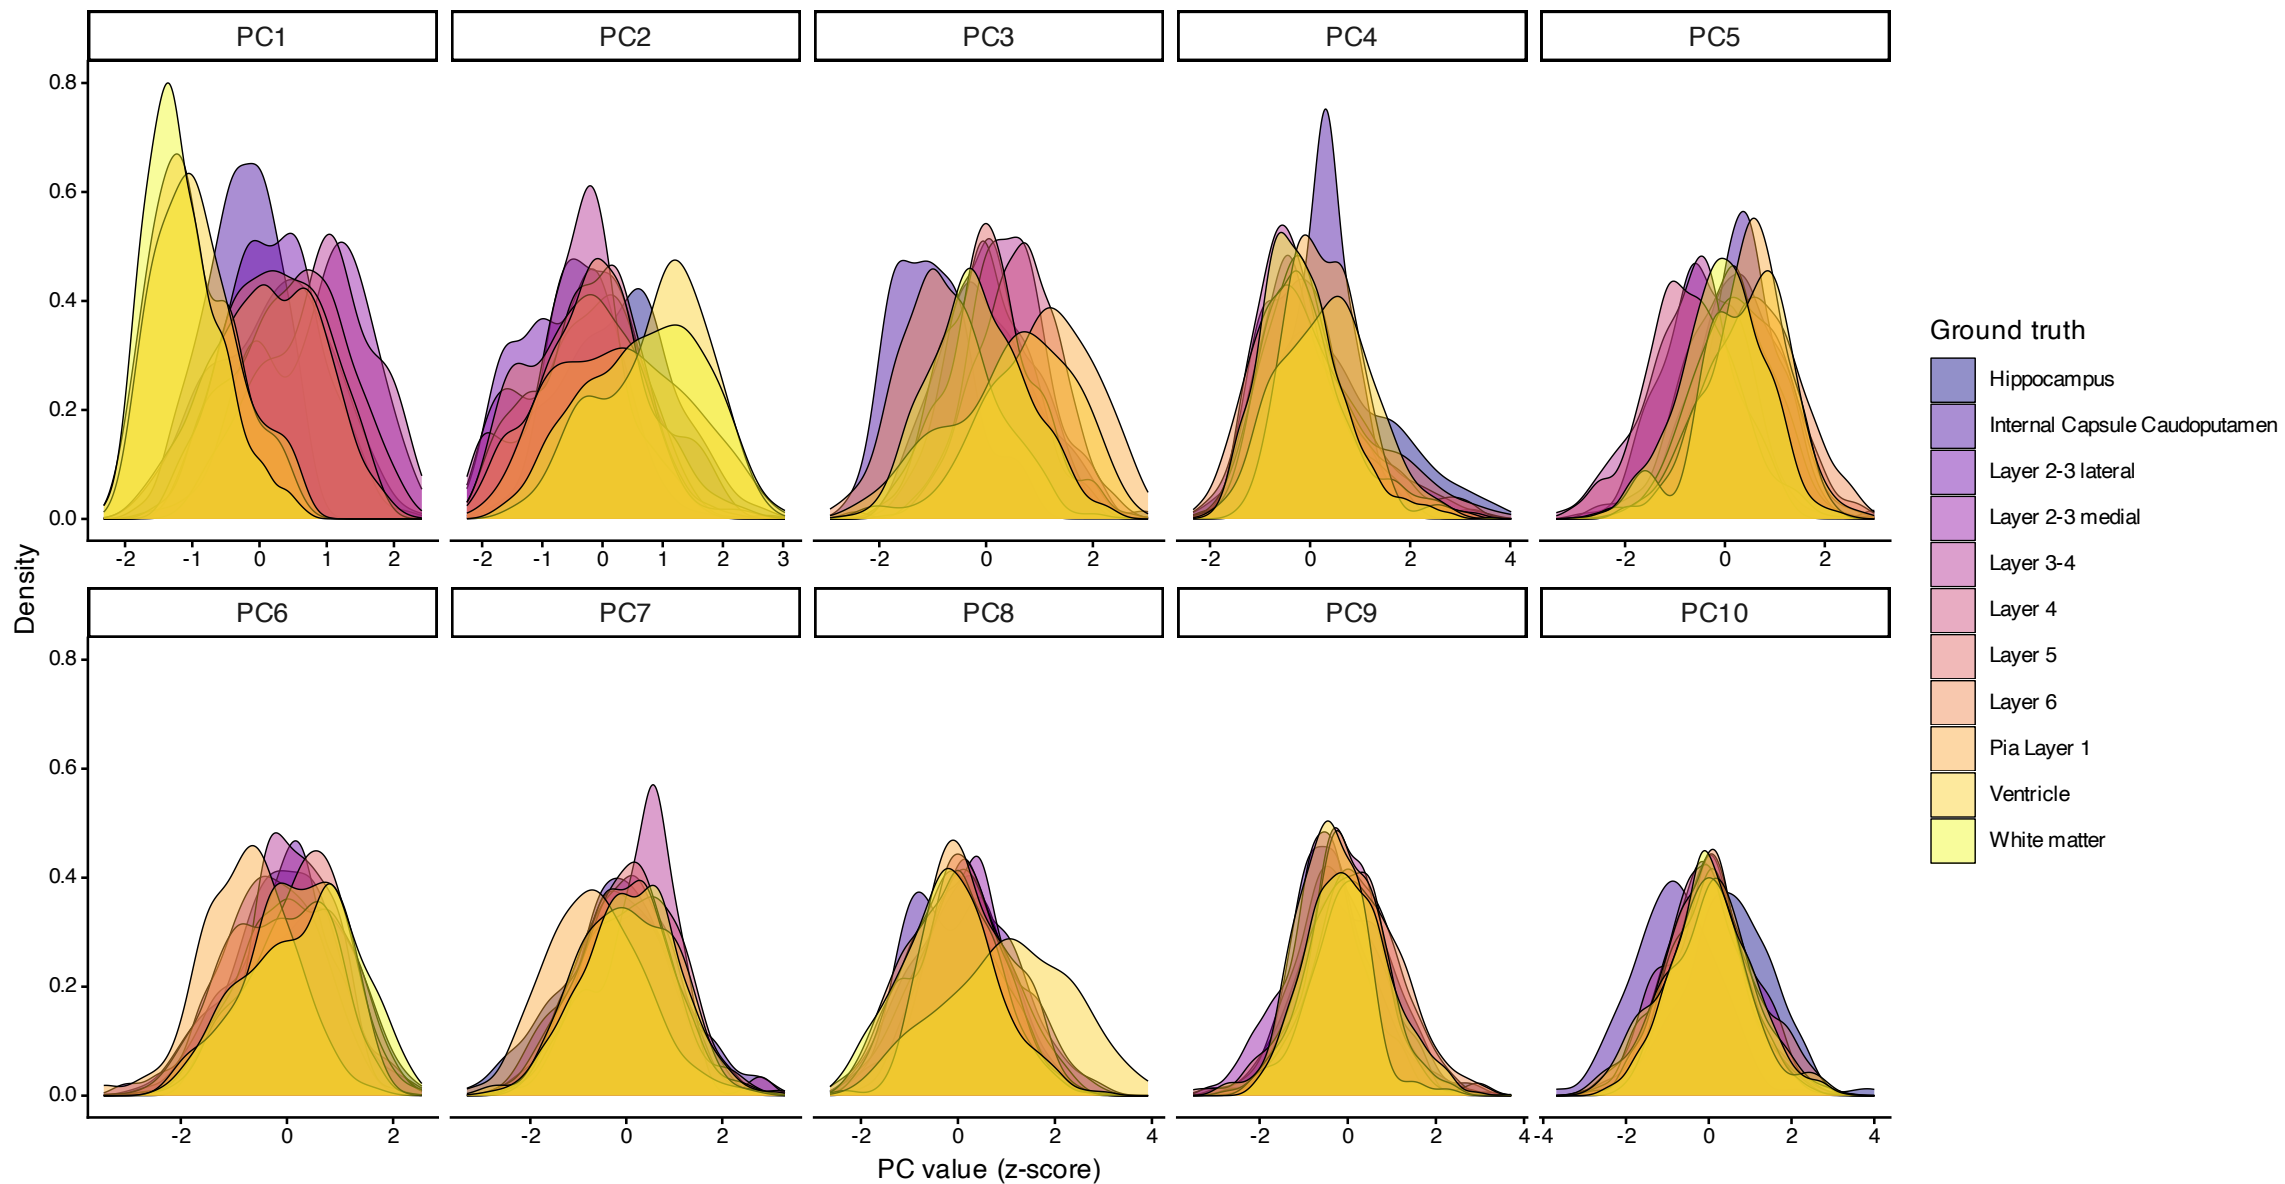 PC1 PC2 PC3 PC4 PC5
0.8
0.6
0.4
0.2
0.0
-2 -1 0 1 2 -2 -1 0 1 2 3 -2 0 2 -2 0 2 4 -2 0 2
Density
PC6 PC7 PC8 PC9 PC10
0.8
0.6
0.4
0.2
0.0
-2 0 2 -2 0 2 -2 0 2 4 -2 0 2 4 -4 -2 0 2 4
PC value (z-score)
Ground truth
Hippocampus
Internal Capsule Caudoputamen
Layer 2-3 lateral
Layer 2-3 medial
Layer 3-4
Layer 4
Layer 5
Layer 6
Pia Layer 1
Ventricle
White matter